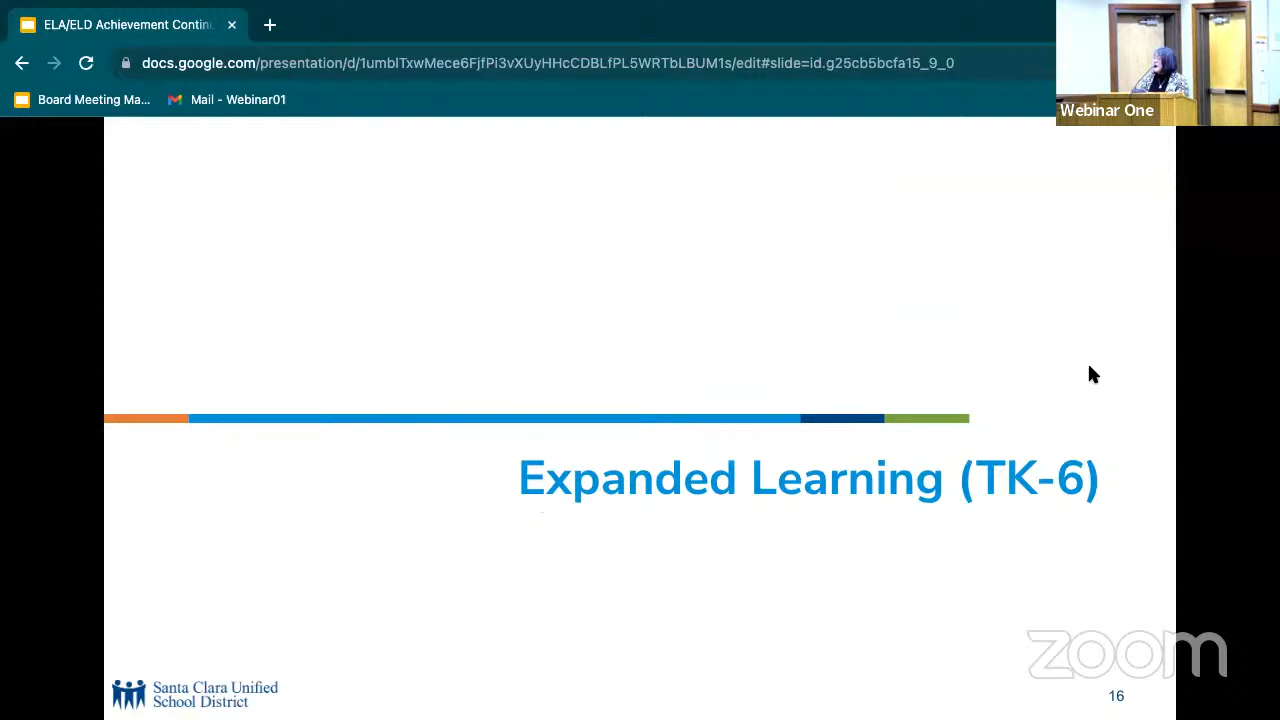 ELA/ELD Achievement Contin
docs.google.com/presentation/d/1umbITxwMece6FjfPi3vXUyHHcCDBLfPL5WRTbLBUM1s/edit#slide=id.g25cb5bcfa15_9_0
Board Meeting Ma...
Mail - Webinar01
Webinar One
Expanded Learning (TK-6)
zoom
Santa Clara Unified
School District
16